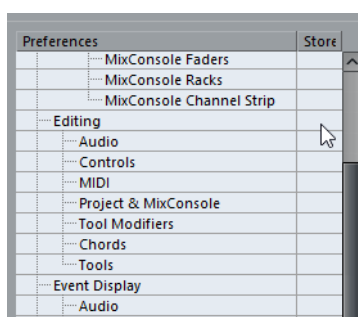 Preferences Store
MixConsole Faders
MixConsole Racks
MixConsole Channel Strip
Editing
Audio
Controls
MIDI
Project & MixConsole
Tool Modifiers
Chords
Tools
Event Display
Audio